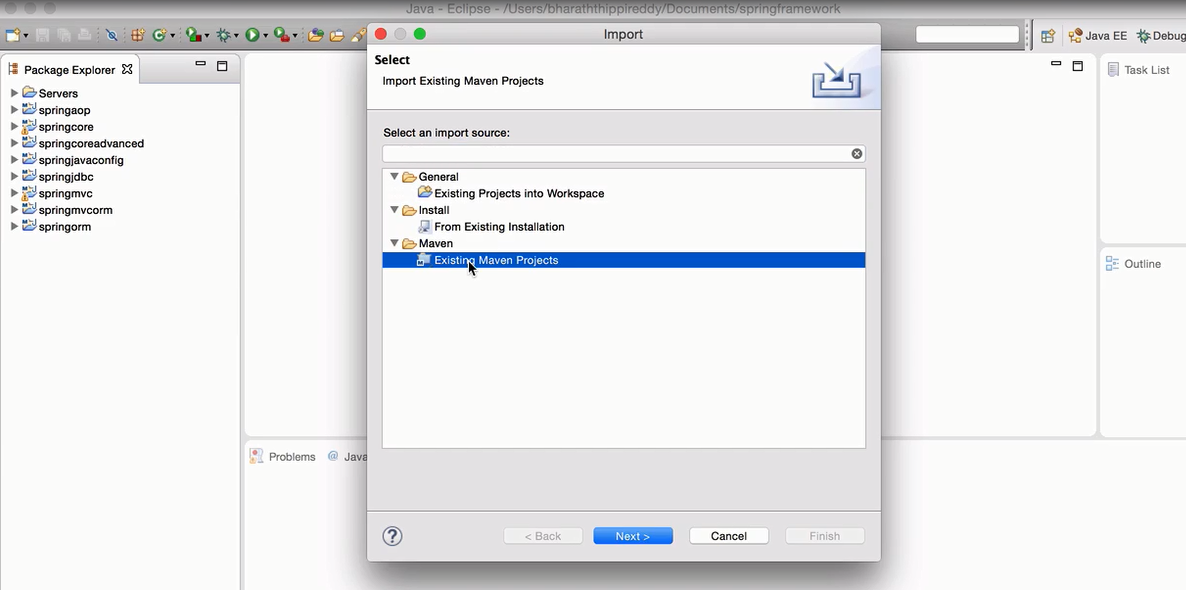 Java - Eclipse - /Users/bharaththippireddy/Documents/springframework
Java EE
Debug
Package Explorer
Servers
springaop
springcore
springcoreadvanced
springjavaconfig
springjdbc
springmvc
springmvcorm
springorm
Import
Select
Import Existing Maven Projects
Select an import source:
General
Existing Projects into Workspace
Install
From Existing Installation
Maven
Existing Maven Projects
< Back
Next >
Cancel
Finish
Problems
@ Java
Task List
Outline